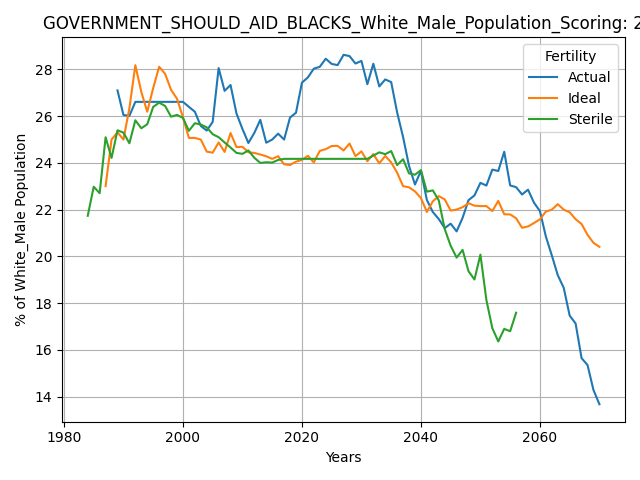 GOVERNMENT_SHOULD_AID_BLACKS_White_Male_Population_Scoring: 2
Fertility
Actual
Ideal
Sterile
% of White_Male Population
28
26
24
22
20
18
16
14
1980 2000 2020 2040 2060
Years